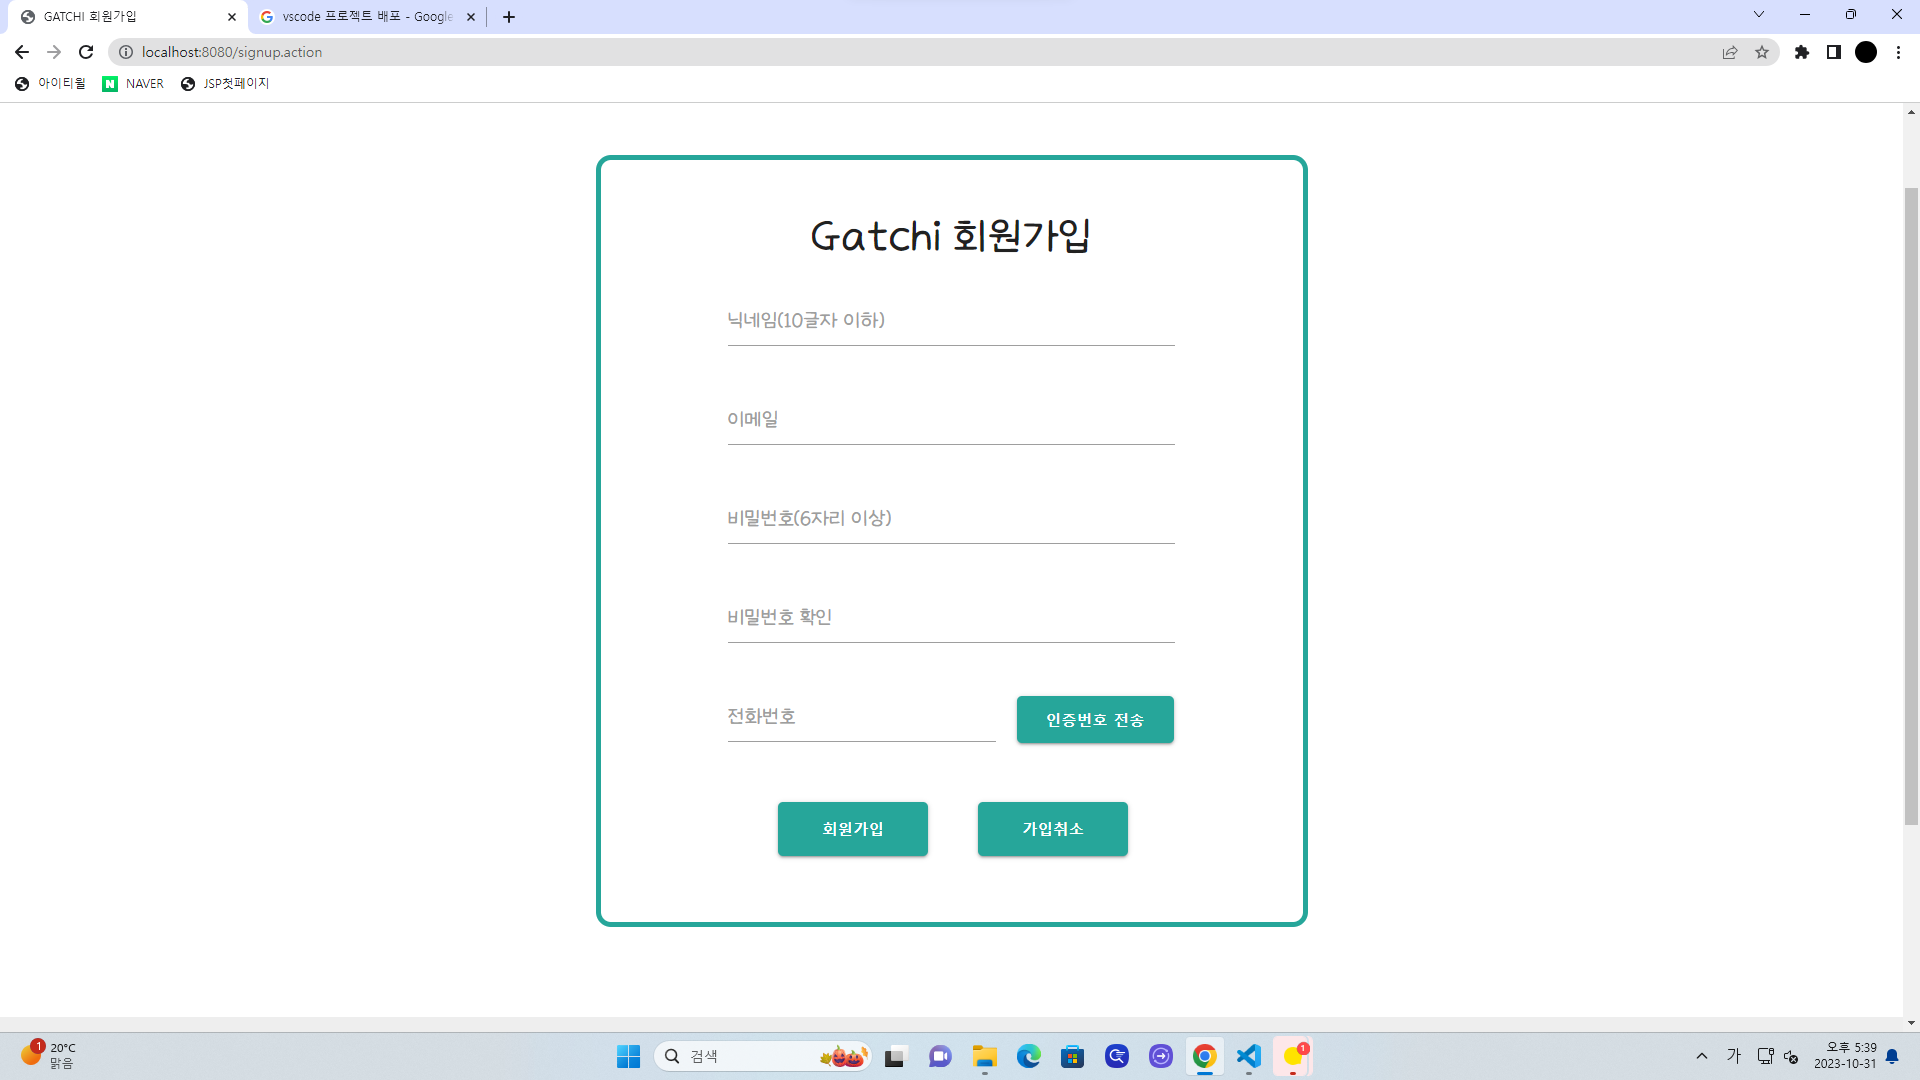 GATCHI 회원가입
vscode 프로젝트 배포 - Google
localhost:8080/signup.action
아이티윌
NAVER
JSP첫페이지
Gatchi 회원가입
닉네임(10글자 이하)
이메일
비밀번호(6자리 이상)
비밀번호 확인
전화번호
인증번호 전송
회원가입
가입취소
1
20°C
맑음
검색
1
가
오후 5:39
2023-10-31